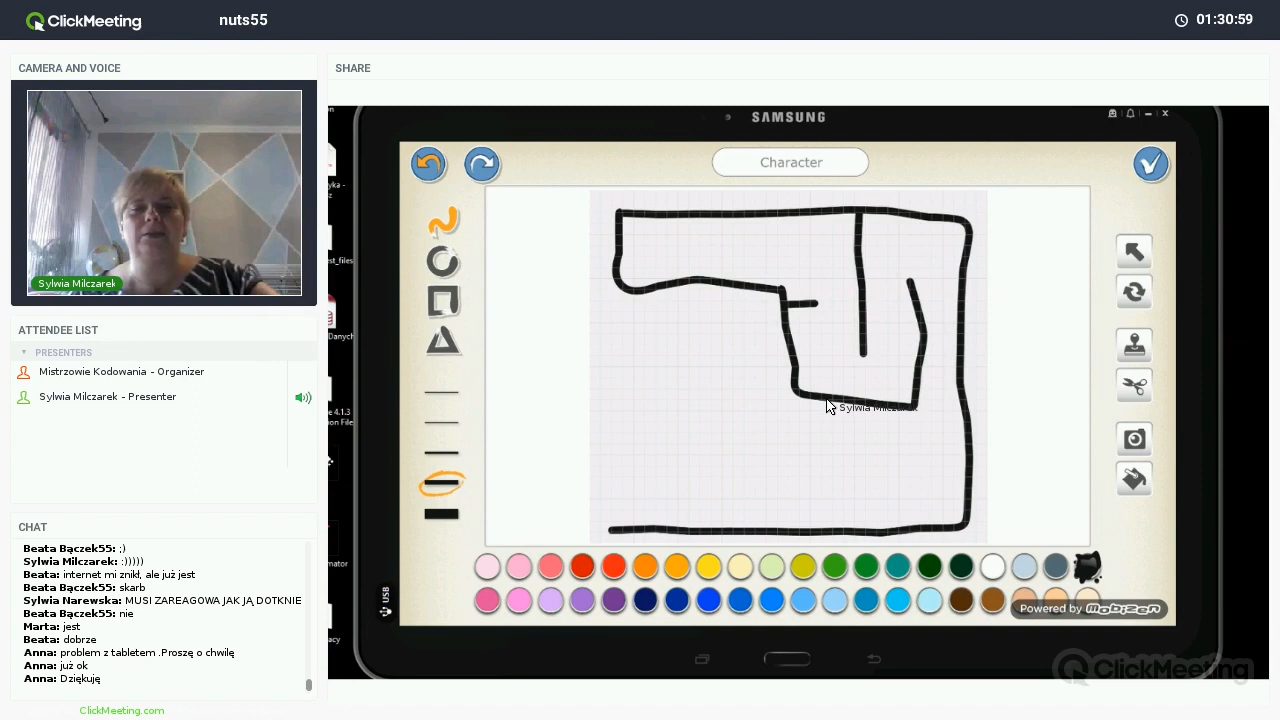 ClickMeeting
nuts55
01:30:59
CAMERA AND VOICE
Sylwia Milczarek
ATTENDEE LIST
PRESENTERS
Mistrzowie Kodowania - Organizer
Sylwia Milczarek - Presenter
CHAT
Beata Bączek55: ;)
Sylwia Milczarek: :)))))
Beata: internet mi znikł, ale już jest
Beata Bączek55: skarb
Sylwia Narewska: MUSI ZAREAGOWA JAK JĄ DOTKNIE
Beata Bączek55: nie
Marta: jest
Beata: dobrze
Anna: problem z tabletem .Proszę o chwilę
Anna: już ok
Anna: Dziękuję
ClickMeeting.com
SHARE
SAMSUNG
Character
Sylwia Milczarek
USB
Powered by mobizen
ClickMeeting